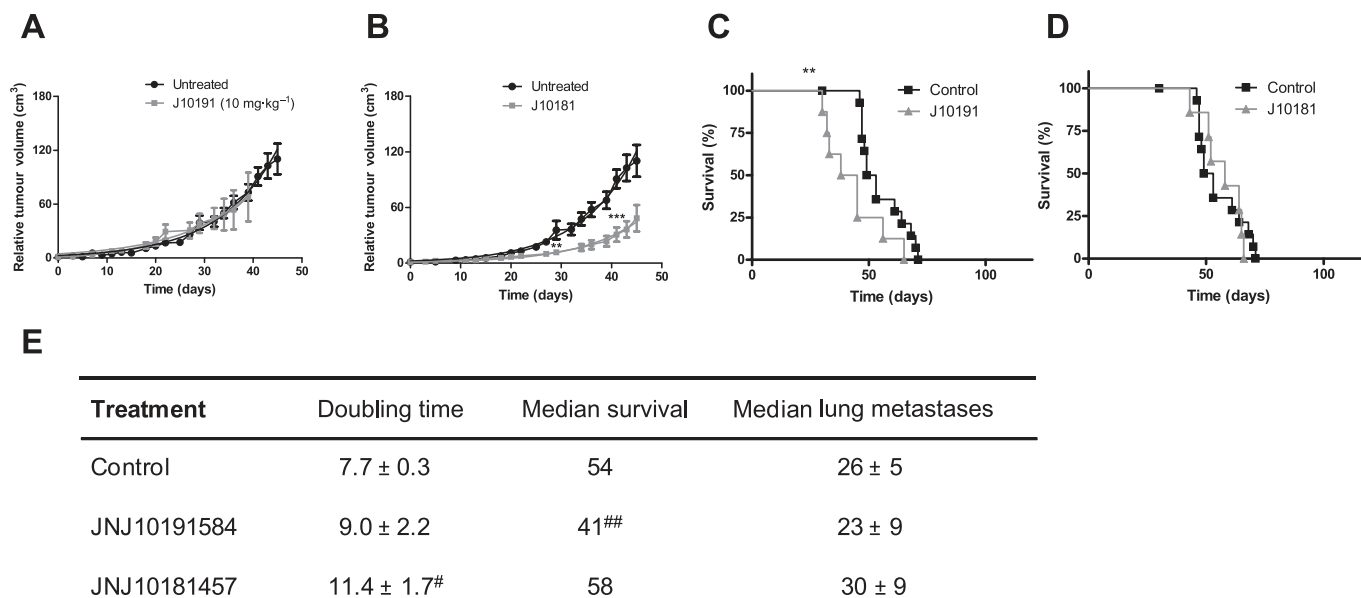 A
B
C
D
Untreated
J10191 (10 mg·kg⁻¹)
Relative tumour volume (cm³)
180
120
60
0
0 10 20 30 40 50
Time (days)
Untreated
J10181
Relative tumour volume (cm³)
180
120
60
0
**
***
0 10 20 30 40 50
Time (days)
**
Control
J10191
Survival (%)
100
75
50
25
0
0 50 100
Time (days)
Control
J10181
Survival (%)
100
75
50
25
0
0 50 100
Time (days)
E
Treatment Doubling time Median survival Median lung metastases
Control 7.7 ± 0.3 54 26 ± 5
JNJ10191584 9.0 ± 2.2 41## 23 ± 9
JNJ10181457 11.4 ± 1.7# 58 30 ± 9